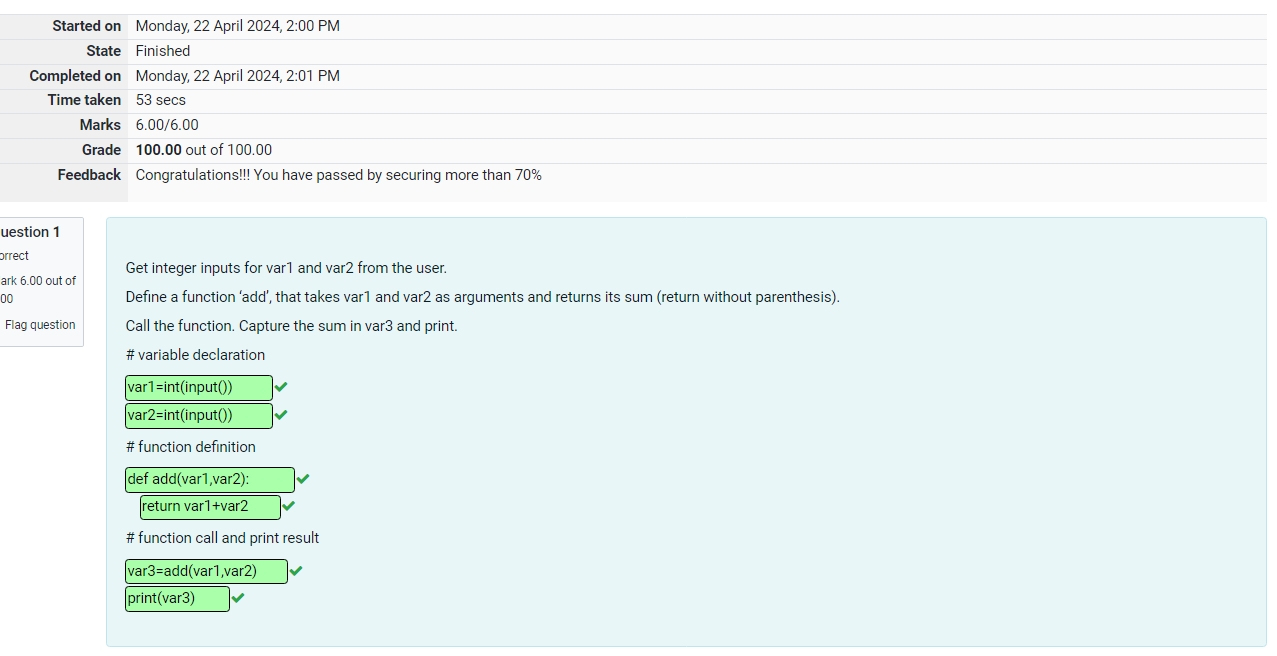 Started on Monday, 22 April 2024, 2:00 PM
State Finished
Completed on Monday, 22 April 2024, 2:01 PM
Time taken 53 secs
Marks 6.00/6.00
Grade 100.00 out of 100.00
Feedback Congratulations!!! You have passed by securing more than 70%
uestion 1
orrect
ark 6.00 out of
00
Flag question
Get integer inputs for var1 and var2 from the user.
Define a function ‘add’, that takes var1 and var2 as arguments and returns its sum (return without parenthesis).
Call the function. Capture the sum in var3 and print.
# variable declaration
var1=int(input())
var2=int(input())
# function definition
def add(var1,var2):
return var1+var2
# function call and print result
var3=add(var1,var2)
print(var3)